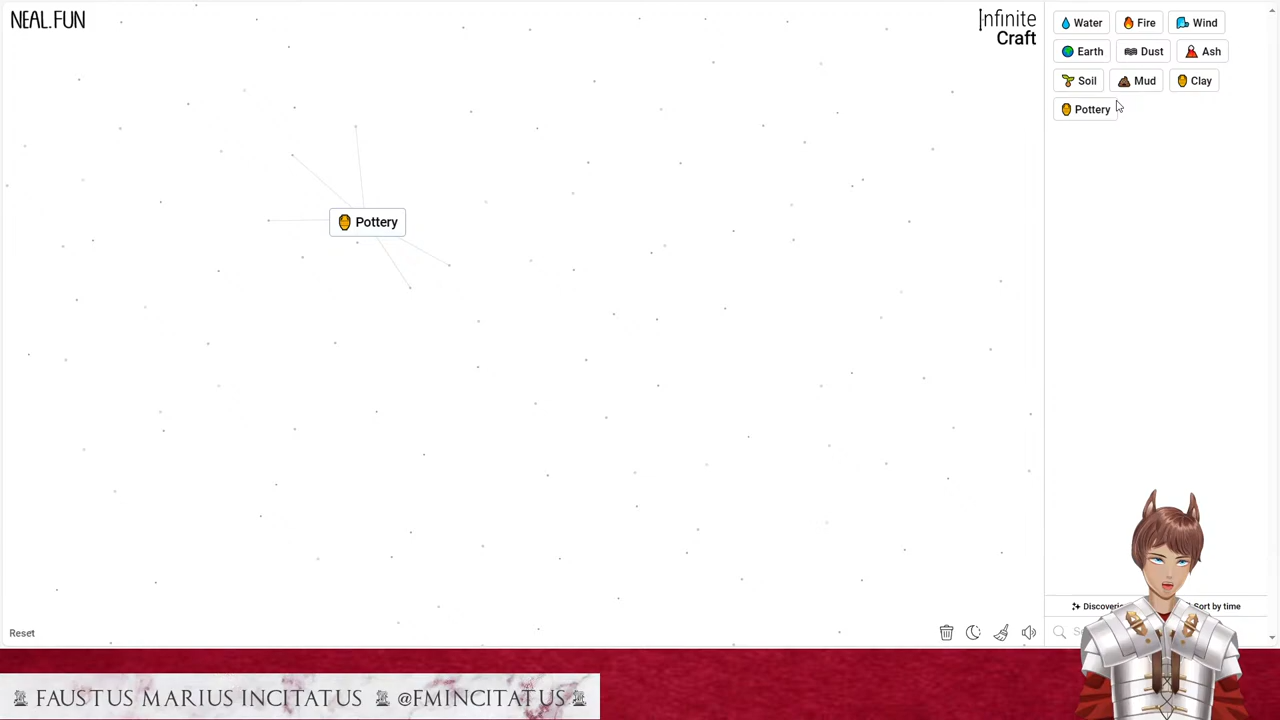 NEAL.FUN
Infinite
Craft
Water
Fire
Wind
Earth
Dust
Ash
Soil
Mud
Clay
Pottery
Pottery
Reset
Sort by time
FAUSTUS MARIUS INCITATUS @FMINCITATUS